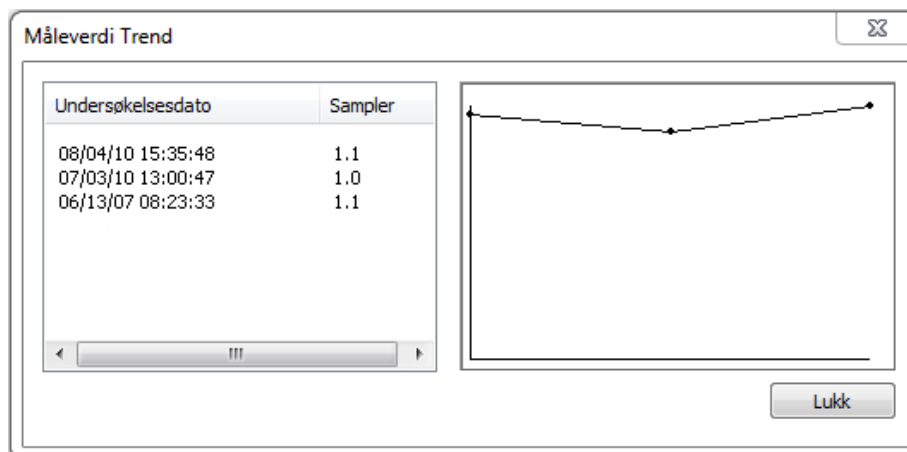 Måleverdi Trend
Undersøkelsesdato Sampler
08/04/10 15:35:48 1.1
07/03/10 13:00:47 1.0
06/13/07 08:23:33 1.1
Lukk